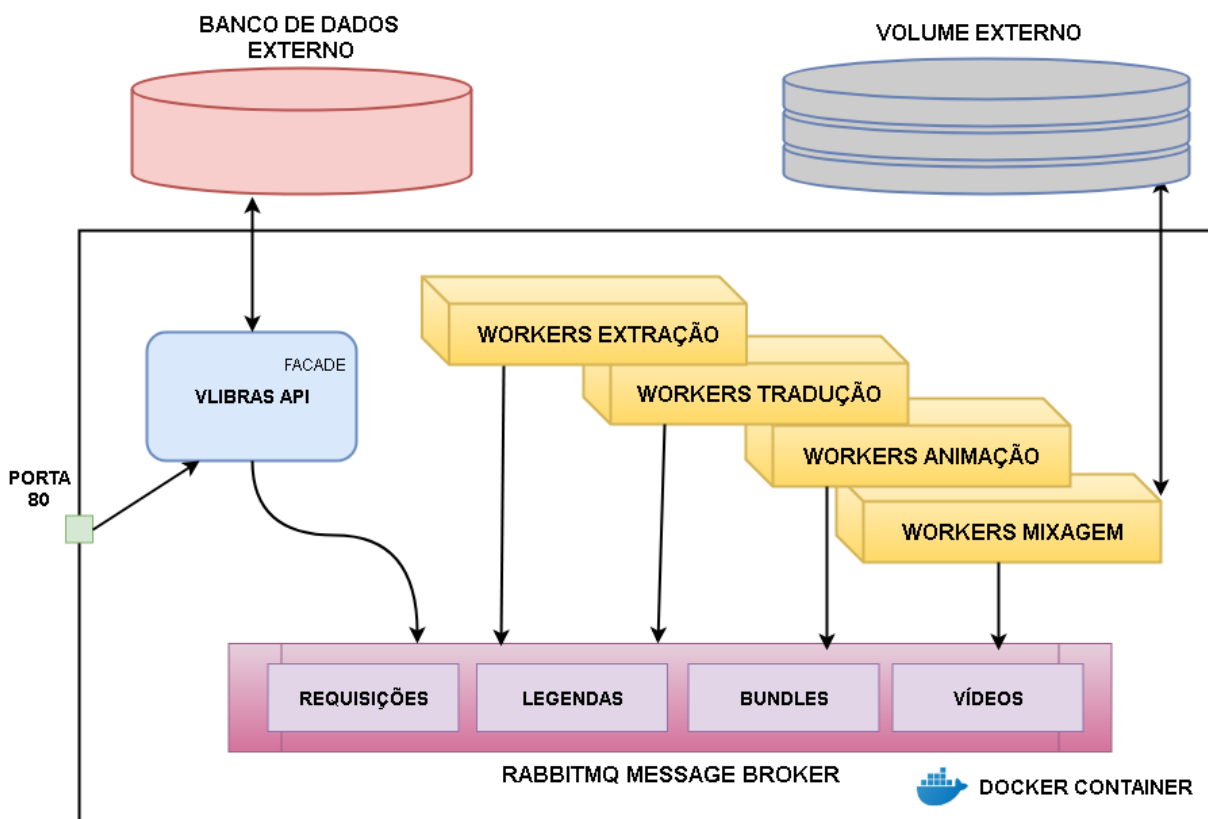 BANCO DE DADOS
EXTERNO
VOLUME EXTERNO
WORKERS EXTRAÇÃO
FACADE
VLIBRAS API
WORKERS TRADUÇÃO
WORKERS ANIMAÇÃO
PORTA
80
WORKERS MIXAGEM
REQUISIÇÕES
LEGENDAS
BUNDLES
VÍDEOS
RABBITMQ MESSAGE BROKER
DOCKER CONTAINER